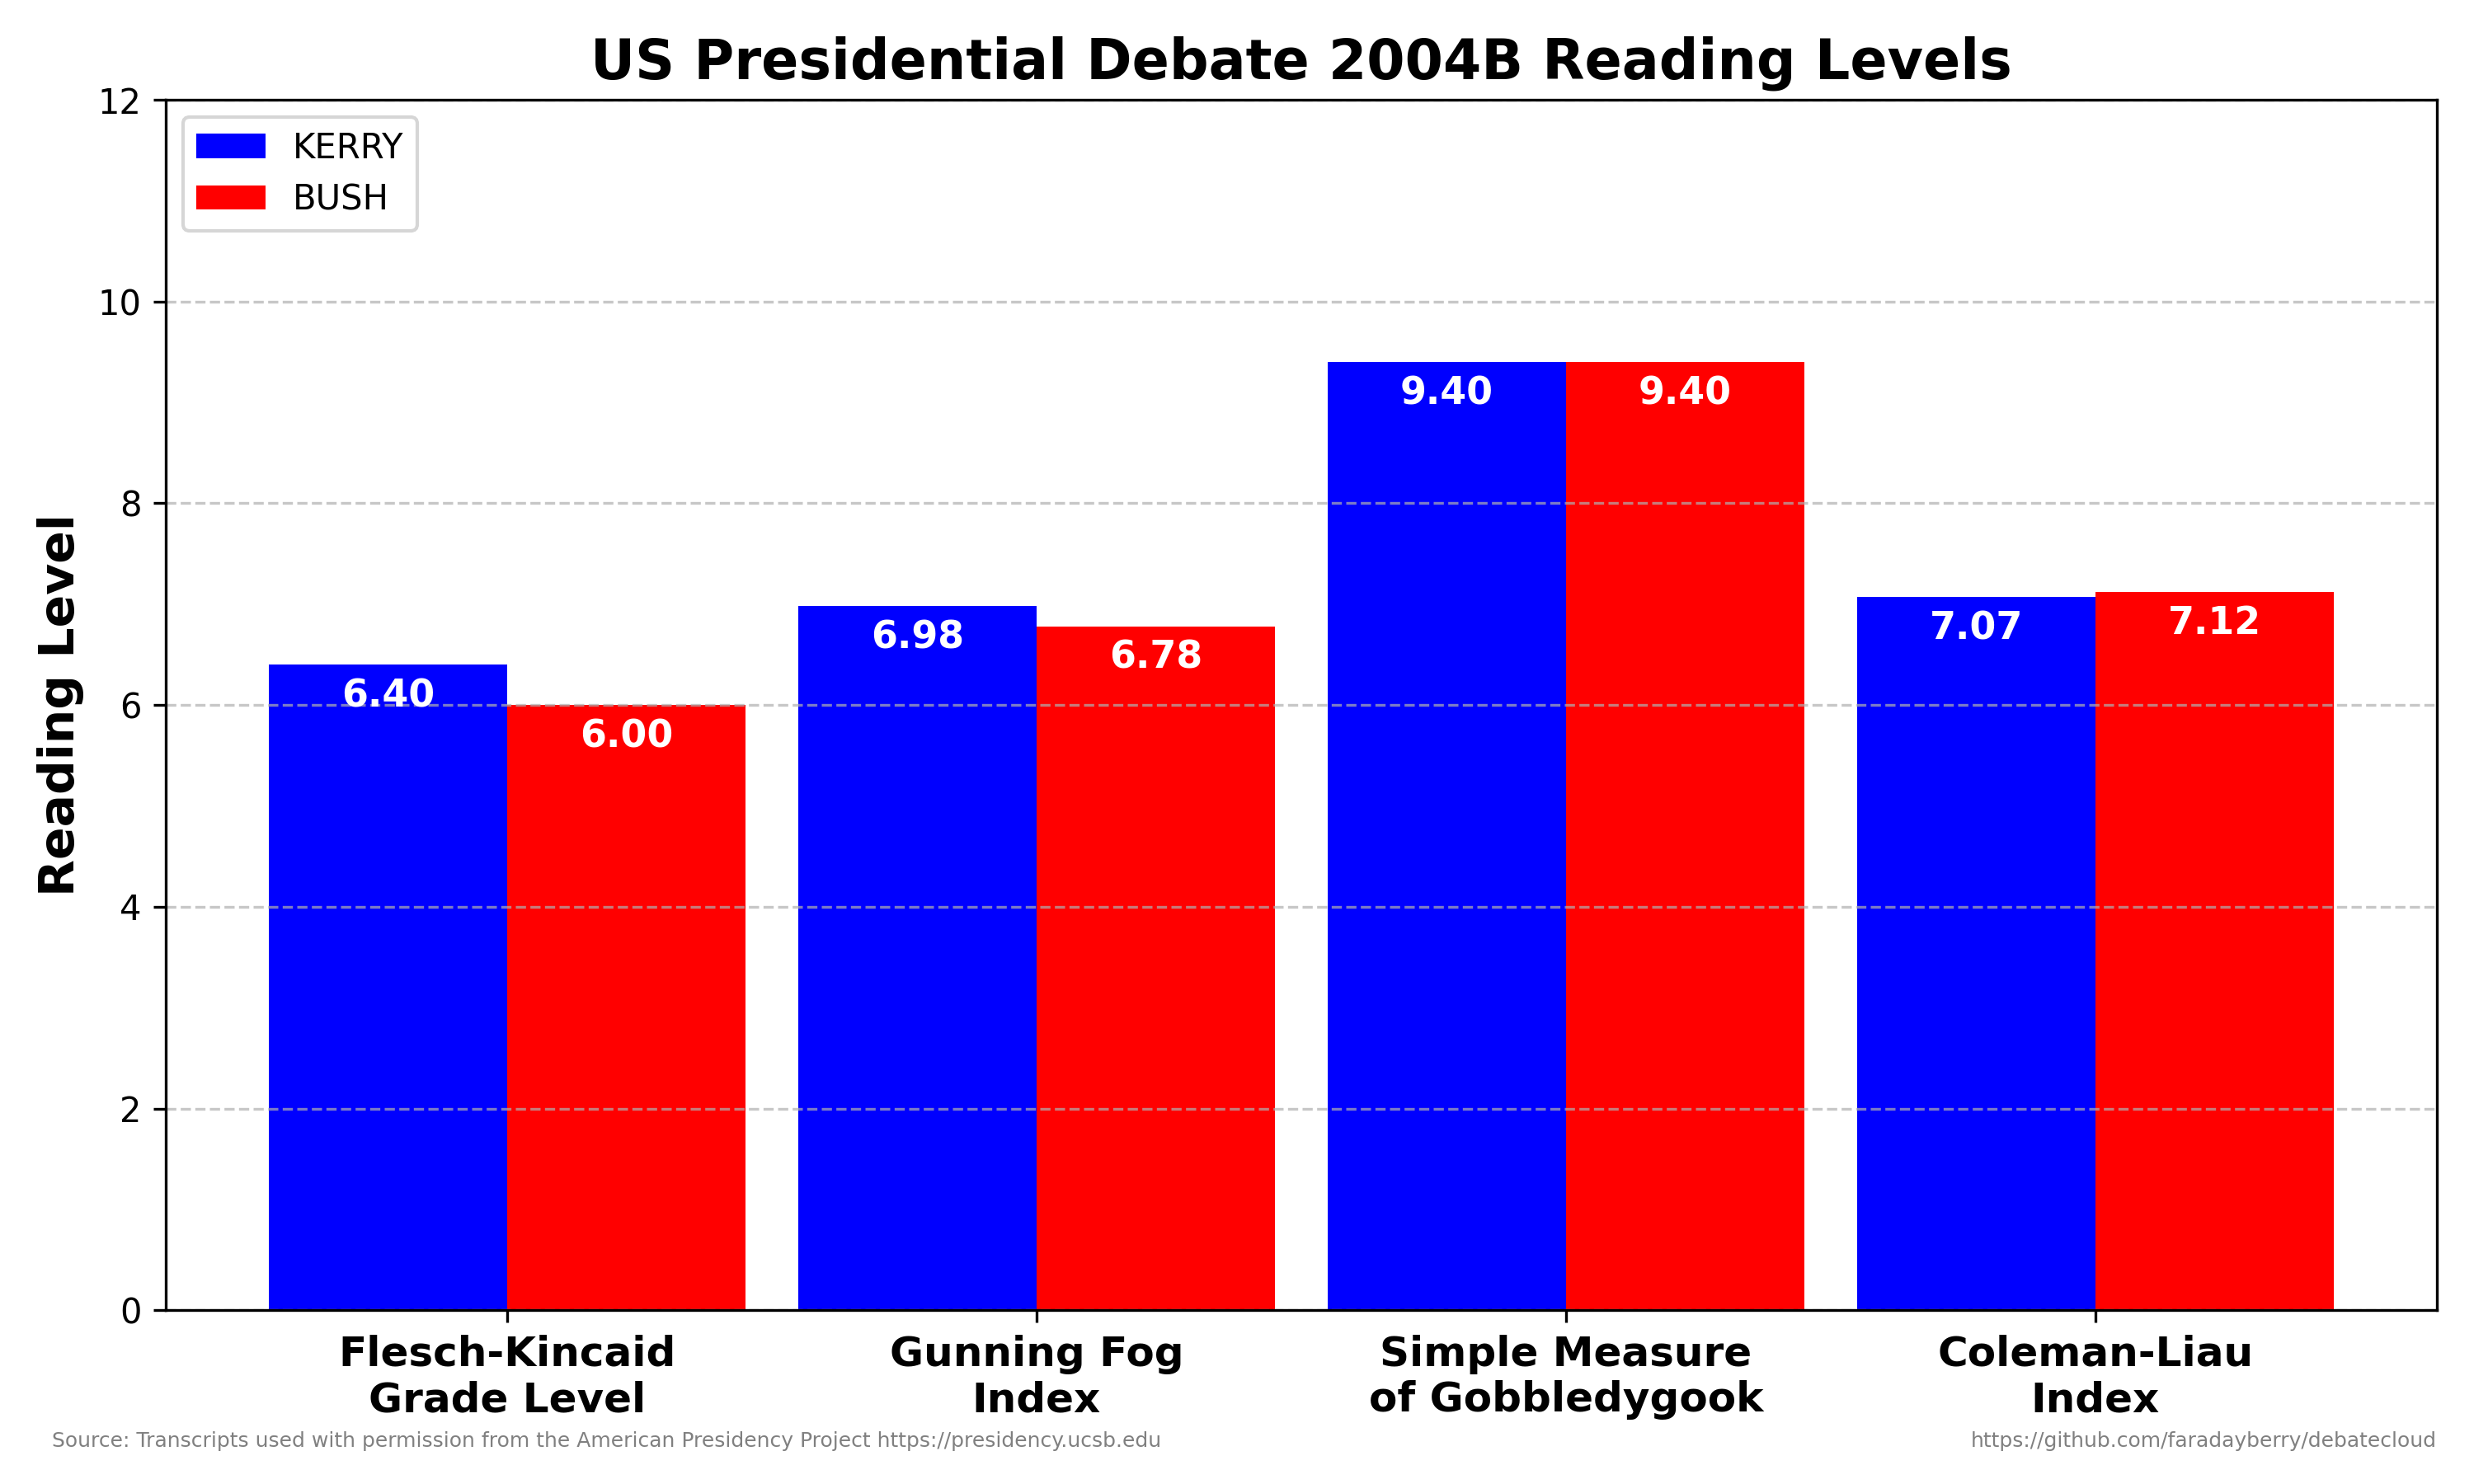 US Presidential Debate 2004B Reading Levels
12
10
8
6
4
2
0
Reading Level
KERRY
BUSH
6.40
6.00
6.98
6.78
9.40
9.40
7.07
7.12
Flesch-Kincaid
Grade Level
Gunning Fog
Index
Simple Measure
of Gobbledygook
Coleman-Liau
Index
Source: Transcripts used with permission from the American Presidency Project https://presidency.ucsb.edu
https://github.com/faradayberry/debatecloud